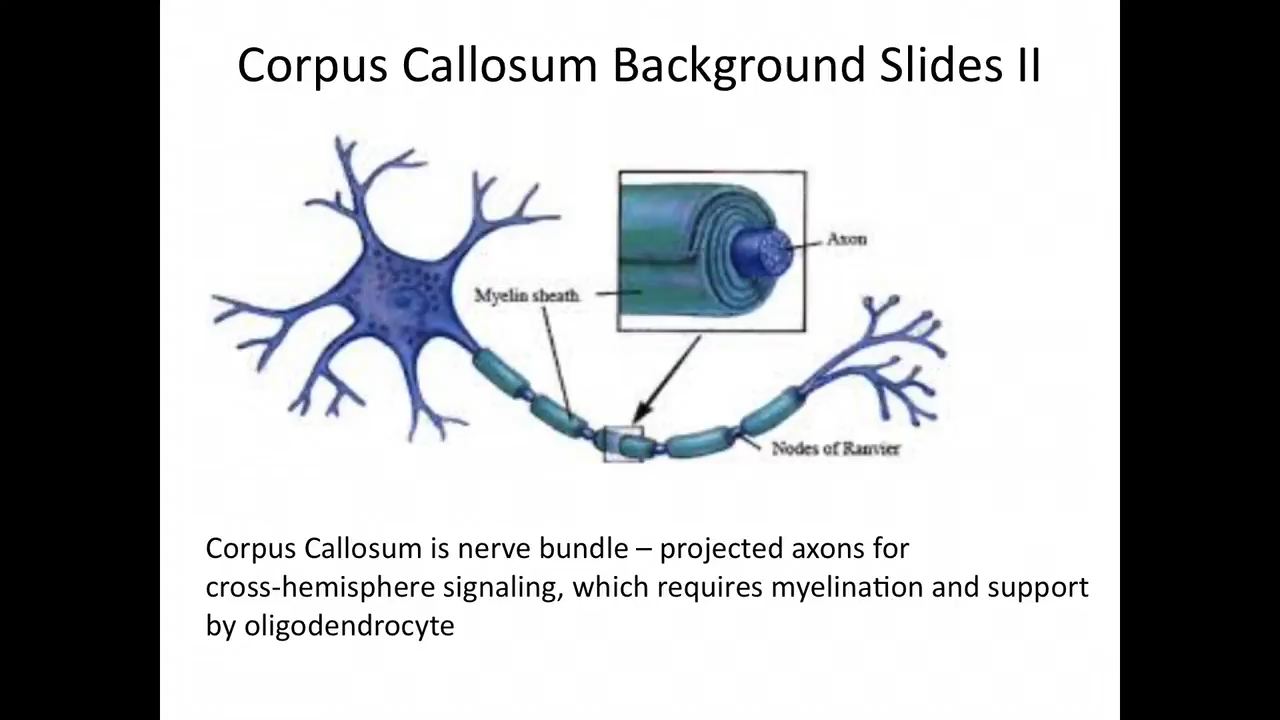 Corpus Callosum Background Slides II
Axon
Myelin sheath
Nodes of Ranvier
Corpus Callosum is nerve bundle – projected axons for
cross-hemisphere signaling, which requires myelination and support
by oligodendrocyte